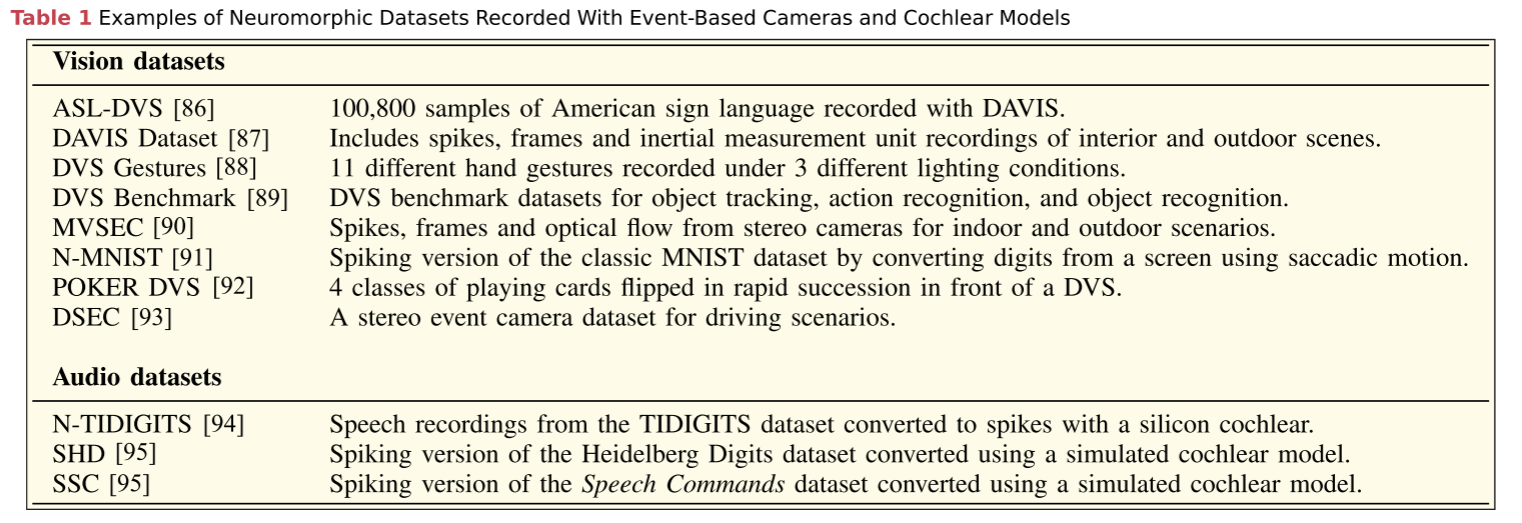 Table 1 Examples of Neuromorphic Datasets Recorded With Event-Based Cameras and Cochlear Models
Vision datasets
ASL-DVS [86] 100,800 samples of American sign language recorded with DAVIS.
DAVIS Dataset [87] Includes spikes, frames and inertial measurement unit recordings of interior and outdoor scenes.
DVS Gestures [88] 11 different hand gestures recorded under 3 different lighting conditions.
DVS Benchmark [89] DVS benchmark datasets for object tracking, action recognition, and object recognition.
MVSEC [90] Spikes, frames and optical flow from stereo cameras for indoor and outdoor scenarios.
N-MNIST [91] Spiking version of the classic MNIST dataset by converting digits from a screen using saccadic motion.
POKER DVS [92] 4 classes of playing cards flipped in rapid succession in front of a DVS.
DSEC [93] A stereo event camera dataset for driving scenarios.
Audio datasets
N-TIDIGITS [94] Speech recordings from the TIDIGITS dataset converted to spikes with a silicon cochlear.
SHD [95] Spiking version of the Heidelberg Digits dataset converted using a simulated cochlear model.
SSC [95] Spiking version of the Speech Commands dataset converted using a simulated cochlear model.